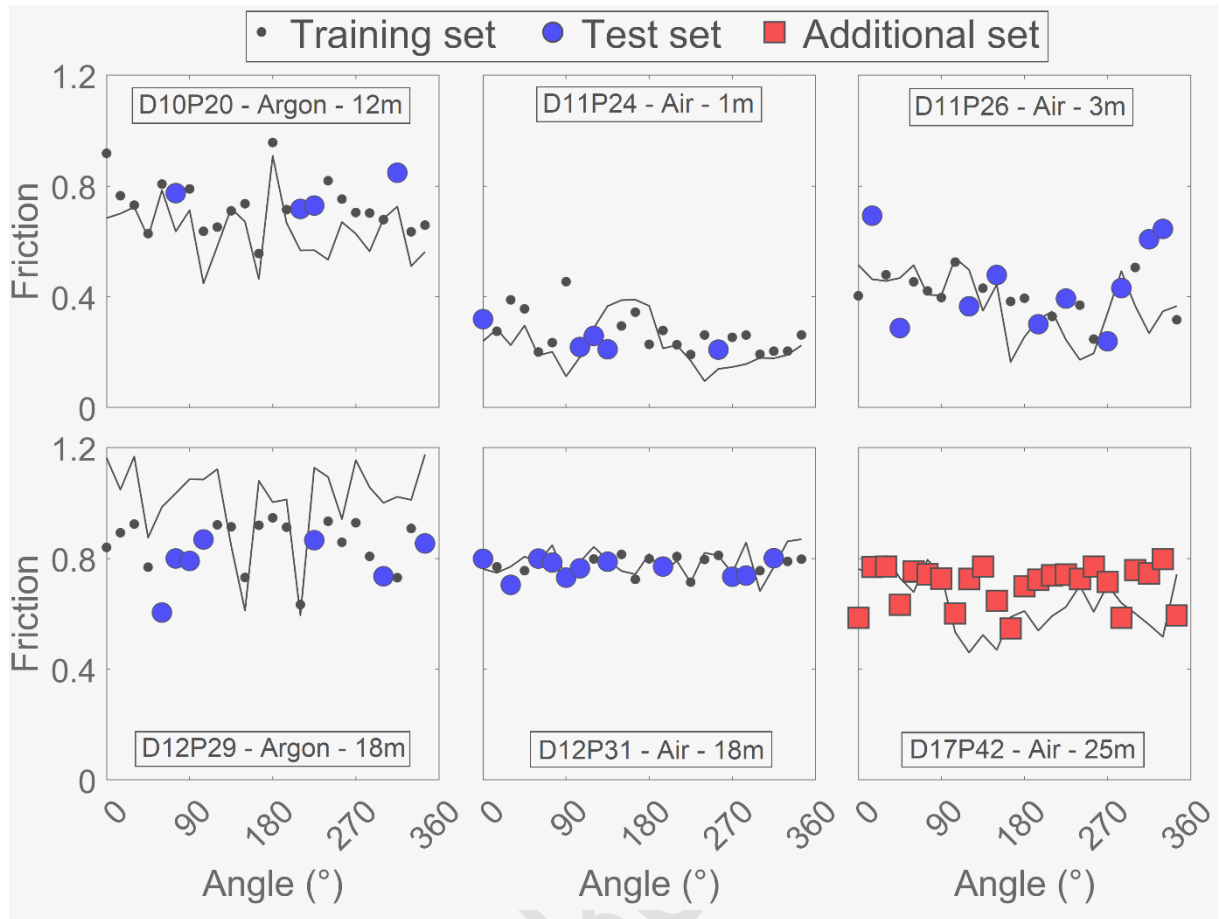 Training set Test set Additional set
D10P20 - Argon - 12m
D11P24 - Air - 1m
D11P26 - Air - 3m
Friction
1.2
0.8
0.4
0
D12P29 - Argon - 18m
D12P31 - Air - 18m
D17P42 - Air - 25m
Friction
1.2
0.8
0.4
0
0 90 180 270 360
0 90 180 270 360
0 90 180 270 360
Angle (°)
Angle (°)
Angle (°)